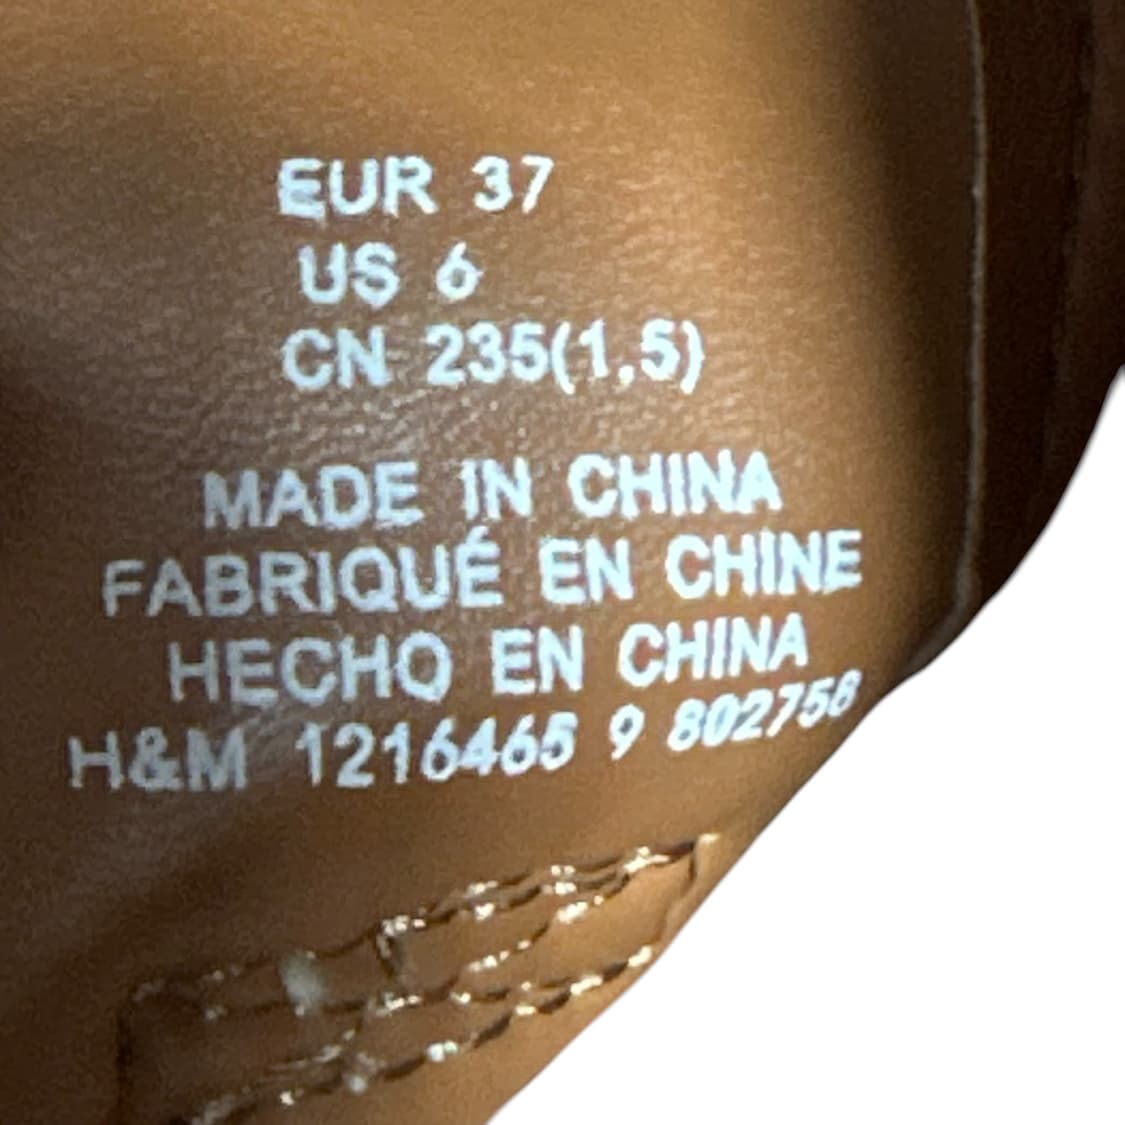 EUR 37
US 6
CN 235(1,5)
MADE IN CHINA
FABRIQUÉ EN CHINE
HECHO EN CHINA
H&M 1216465 9 802758